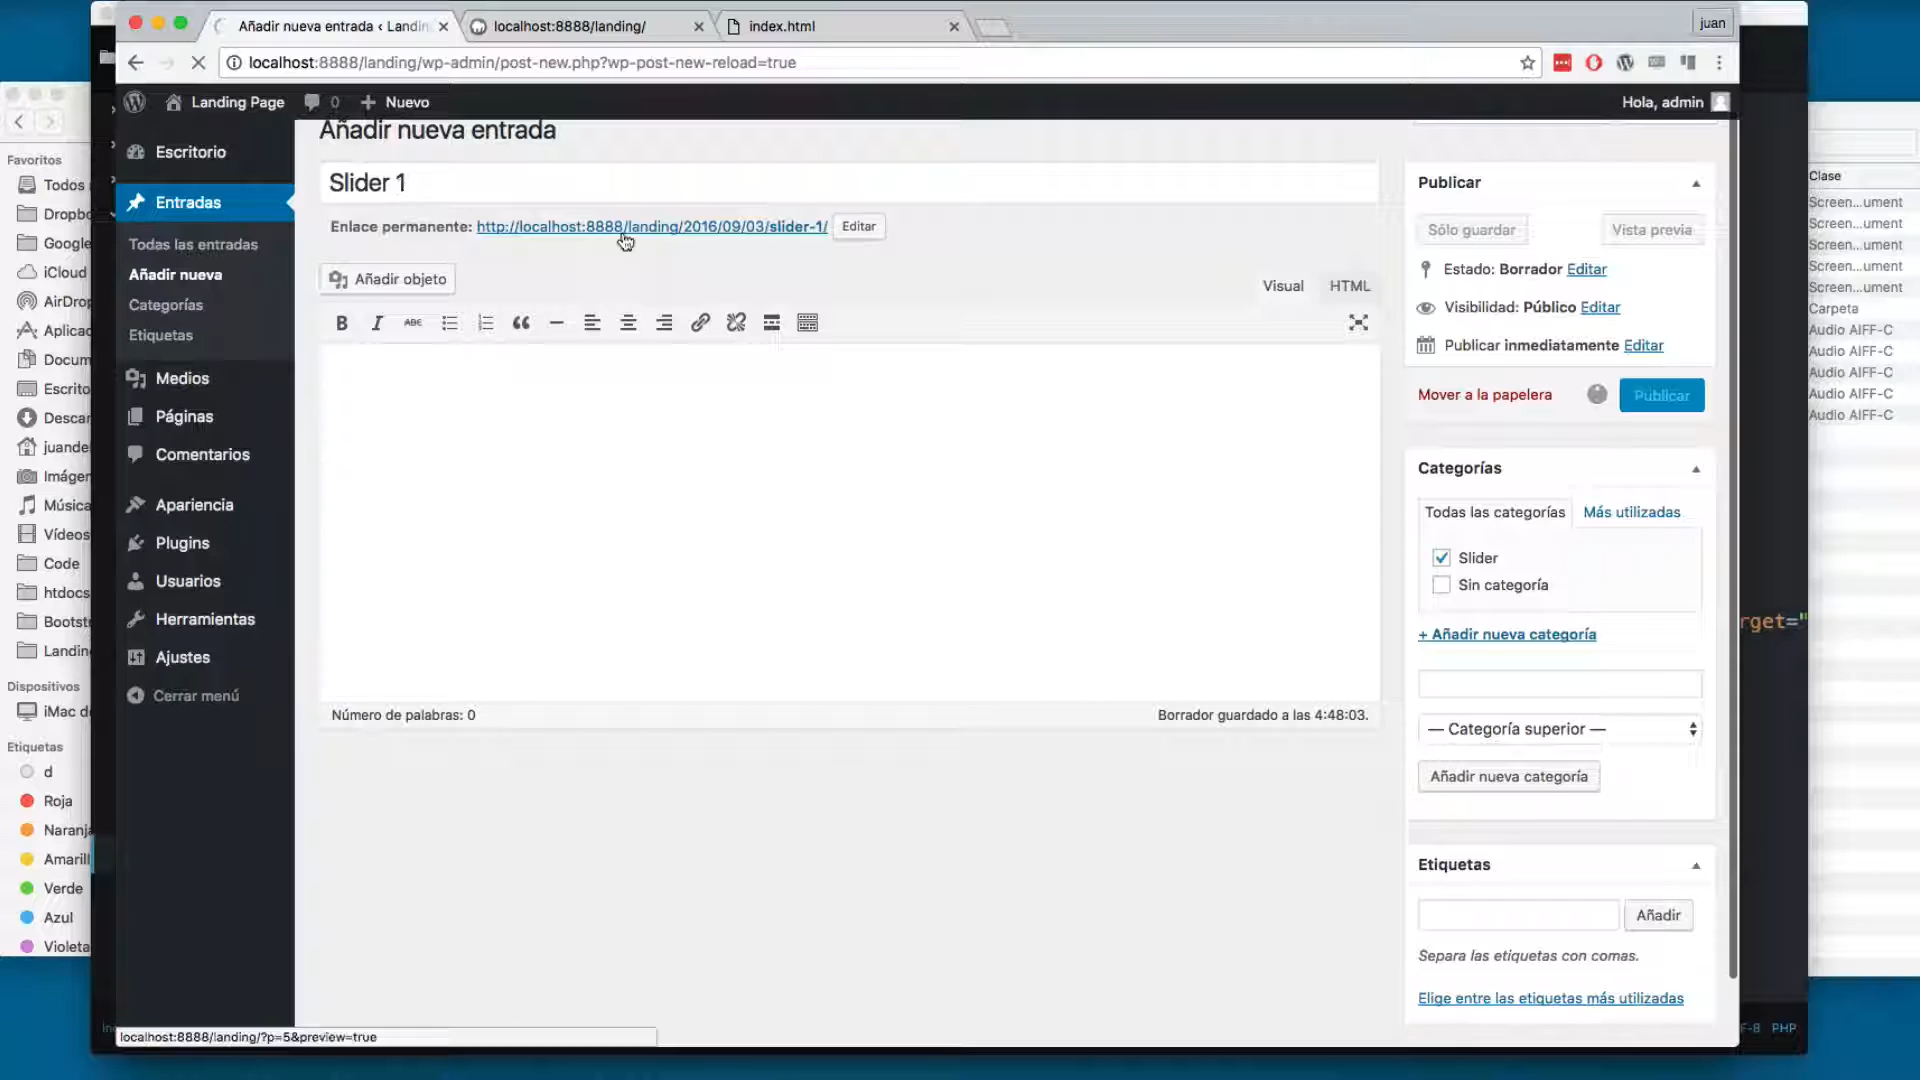 Añadir nueva entrada ‹ Landin
localhost:8888/landing/
index.html
juan
localhost:8888/landing/wp-admin/post-new.php?wp-post-new-reload=true
Landing Page
0
Nuevo
Hola, admin
Favoritos
Todos
Dropbo
Google
iCloud
AirDrop
Aplicac
Docum
Escrito
Descar
juande
Imágen
Música
Vídeos
Code
htdocs
Bootst
Landin
Dispositivos
iMac d
Etiquetas
d
Roja
Naranja
Amarill
Verde
Azul
Violeta
Escritorio
Entradas
Todas las entradas
Añadir nueva
Categorías
Etiquetas
Medios
Páginas
Comentarios
Apariencia
Plugins
Usuarios
Herramientas
Ajustes
Cerrar menú
Añadir nueva entrada
Slider 1
Enlace permanente: http://localhost:8888/landing/2016/09/03/slider-1/ Editar
Añadir objeto
Visual
HTML
B I ABC
Número de palabras: 0
Borrador guardado a las 4:48:03.
Publicar
Sólo guardar
Vista previa
Estado: Borrador Editar
Visibilidad: Público Editar
Publicar inmediatamente Editar
Mover a la papelera
Publicar
Categorías
Todas las categorías
Más utilizadas
Slider
Sin categoría
+ Añadir nueva categoría
— Categoría superior —
Añadir nueva categoría
Etiquetas
Añadir
Separa las etiquetas con comas.
Elige entre las etiquetas más utilizadas
Clase
Screen...ument
Screen...ument
Screen...ument
Screen...ument
Screen...ument
Carpeta
Audio AIFF-C
Audio AIFF-C
Audio AIFF-C
Audio AIFF-C
Audio AIFF-C
rget="
F-8 PHP
localhost:8888/landing/?p=5&preview=true